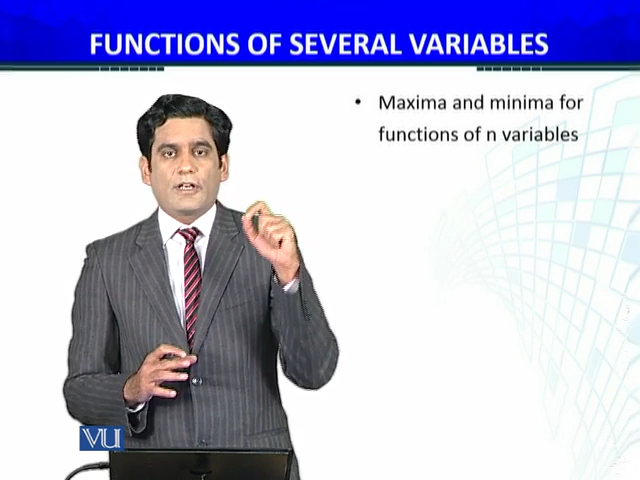 FUNCTIONS OF SEVERAL VARIABLES
• Maxima and minima for
functions of n variables
VU